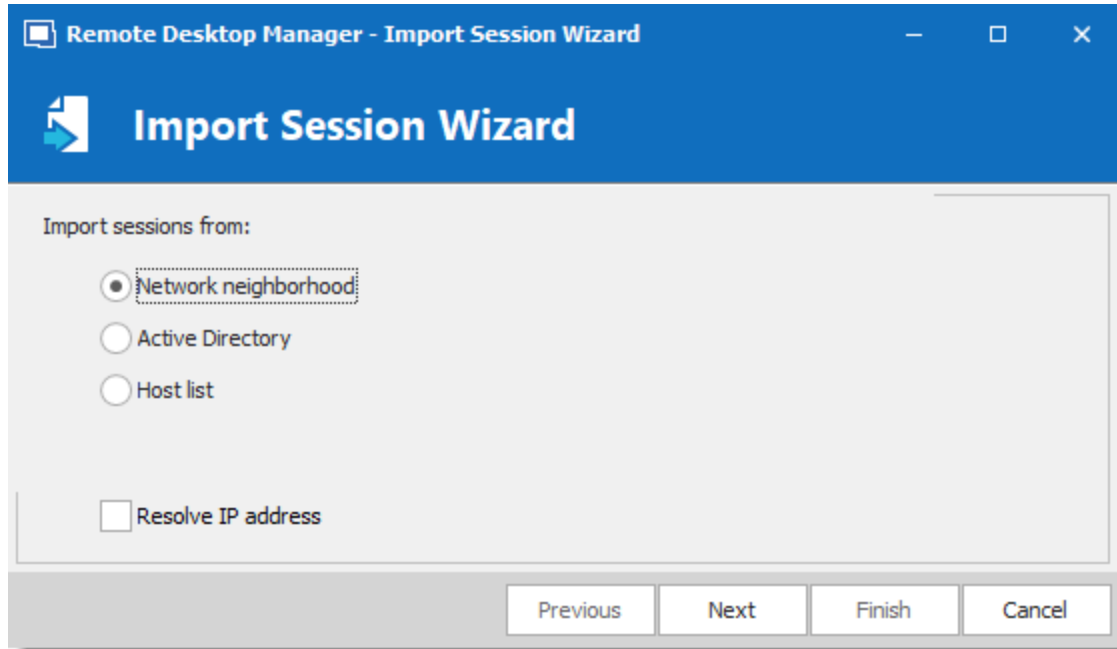 Remote Desktop Manager - Import Session Wizard
Import Session Wizard
Import sessions from:
Network neighborhood
Active Directory
Host list
Resolve IP address
Previous Next Finish Cancel